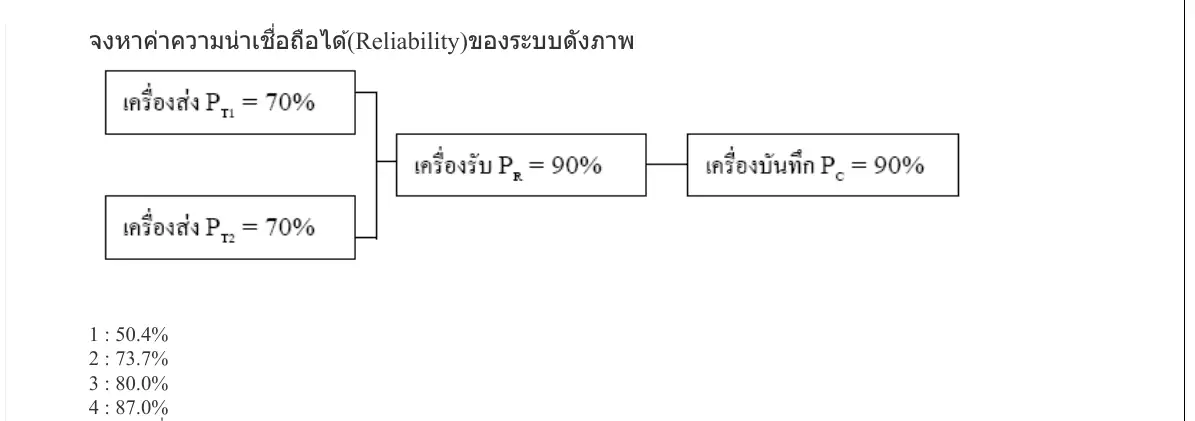 จงหาค่าความน่าเชื่อถือได้(Reliability)ของระบบดังภาพ
เครื่องส่ง PT1 = 70%
เครื่องรับ PR = 90%
เครื่องบันทึก PC = 90%
เครื่องส่ง PT2 = 70%
1 : 50.4%
2 : 73.7%
3 : 80.0%
4 : 87.0%